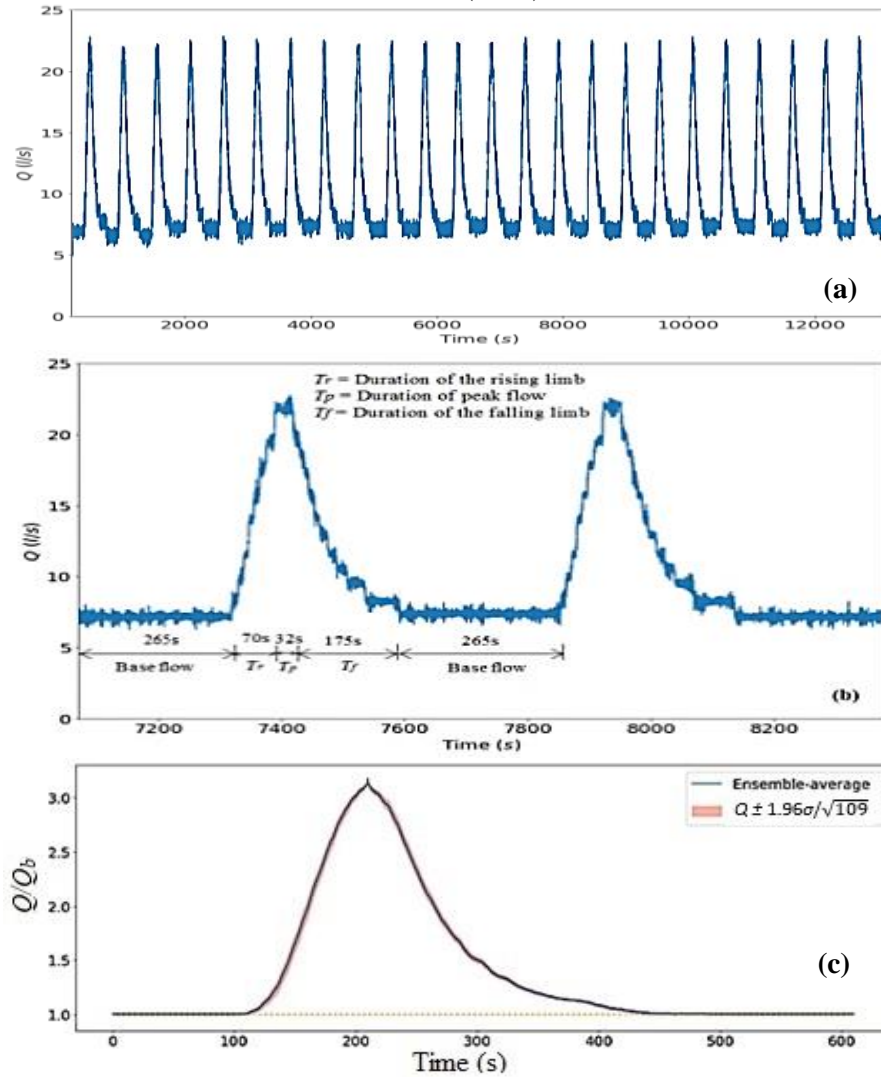 25
20
15
10
5
0
Q (l/s)
2000 4000 6000 8000 10000 12000
Time (s)
(a)
25
20
15
10
5
0
Q (l/s)
Tr = Duration of the rising limb
Tp = Duration of peak flow
Tf = Duration of the falling limb
265s 70s 32s 175s 265s
Base flow Tr Tp Tf Base flow
(b)
7200 7400 7600 7800 8000 8200
Time (s)
3.0
2.5
2.0
1.5
1.0
Q/Qb
Ensemble-average
Q ± 1.96σ/√109
(c)
0 100 200 300 400 500 600
Time (s)